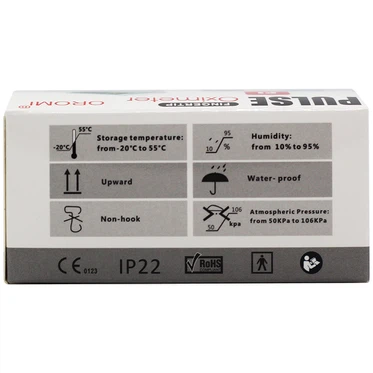 PULSE
FINGERTIP
Oximeter
OROMI®
55°C
-20°C
Storage temperature:
from-20°C to 55°C
95
%
10
Humidity:
from 10% to 95%
Upward
Water- proof
Non-hook
106
kpa
50
Atmospheric Pressure:
from 50KPa to 106KPa
CE 0123
IP22
RoHS